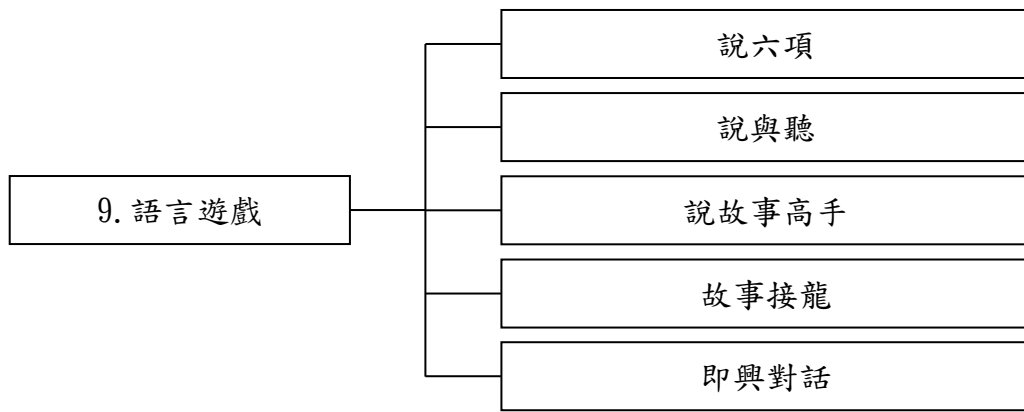 9.語言遊戲
說六項
說與聽
說故事高手
故事接龍
即興對話